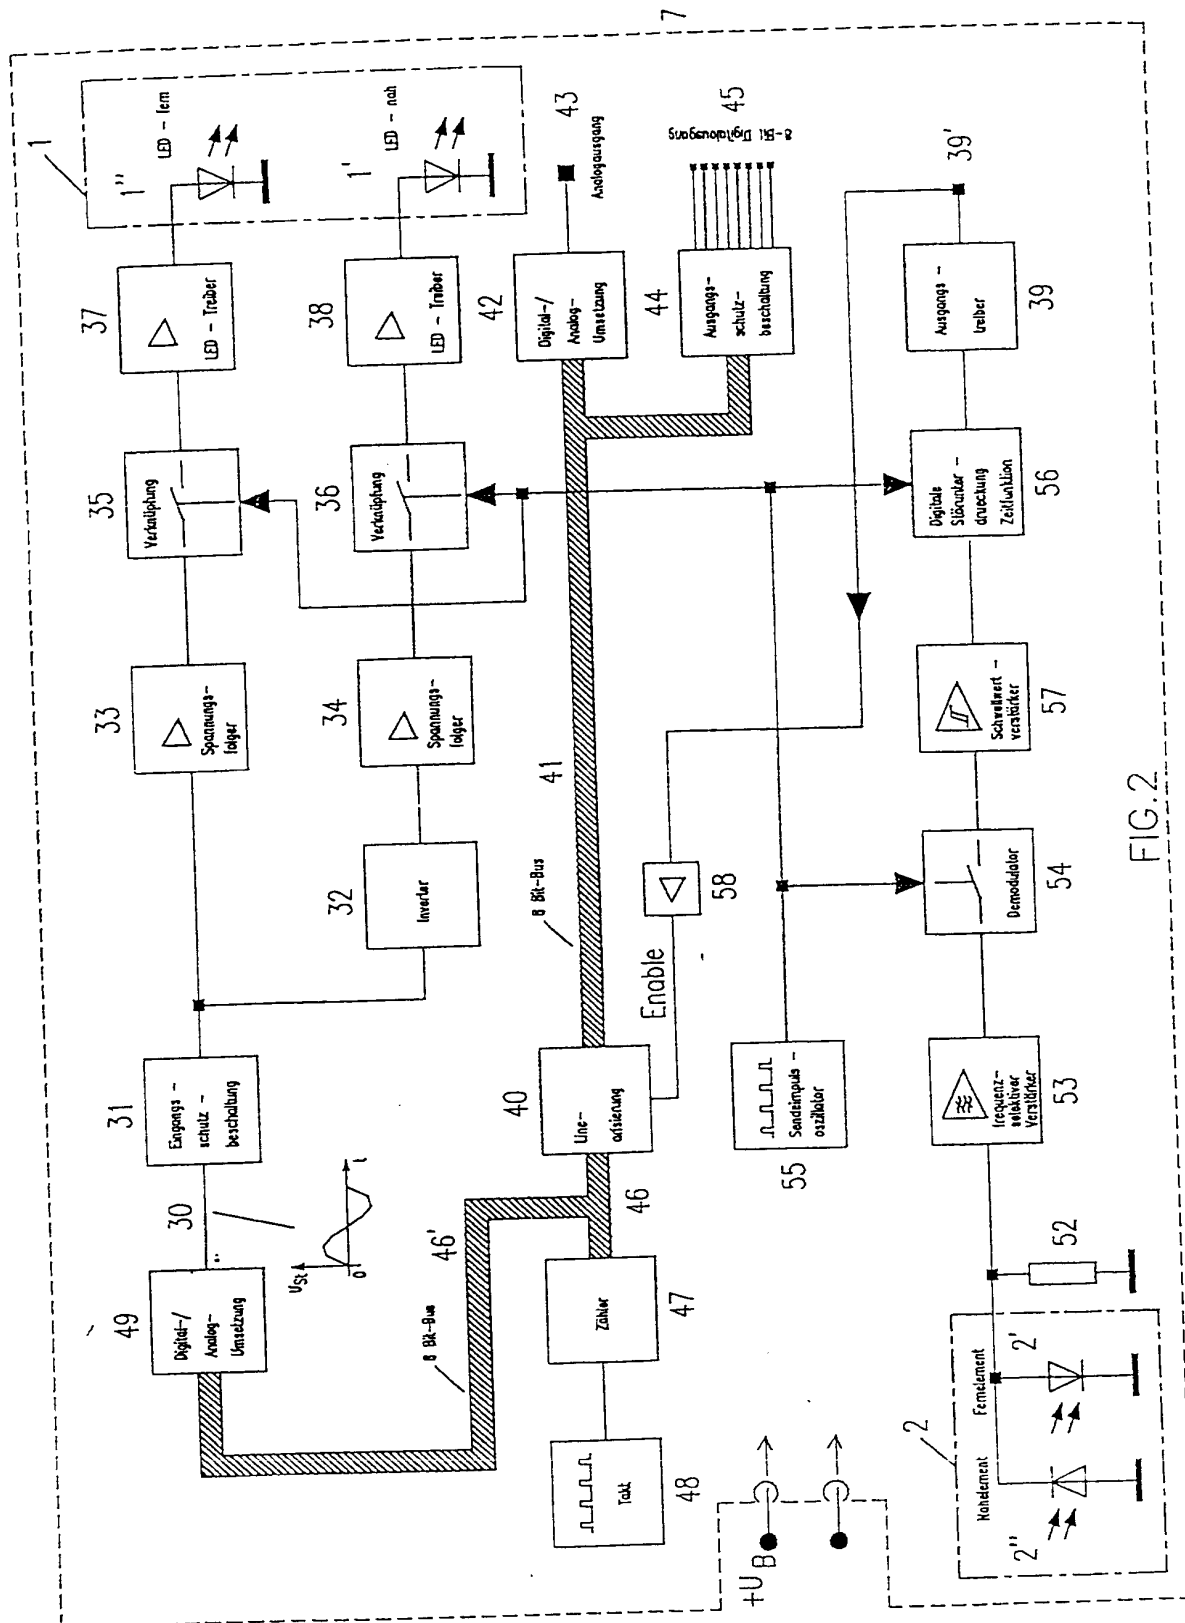 7
1
1''
LED - fern
1'
LED - nah
37
LED - Treiber
38
LED - Treiber
42
Digital-/
Analog-
Umsetzung
43
Analogausgang
44
Ausgangs-
schutz-
beschaltung
45
8-Bit Digitalausgang
39'
39
Ausgangs -
treiber
35
Verknüpfung
36
Verknüpfung
56
Digitale
Störunter -
drueckung
Zeitfunktion
33
Spannungs-
folger
34
Spannungs-
folger
41
8 Bit-Bus
57
Schwellwert -
verstärker
32
Inverter
58
Enable
54
Demodulator
31
Eingangs -
schutz -
beschaltung
30
40
Line-
arisierung
55
Sendeimpuls -
oszillator
53
frequenz-
selektiver
Verstärker
49
Digital-/
Analog-
Umsetzung
USt
0
t
46'
46
8 Bit-Bus
47
Zähler
52
48
Takt
+UB
2
Fernelement
2'
Nahelement
2''
FIG.2